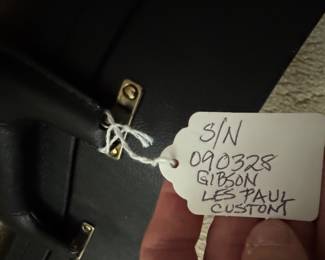 S/N
090328
GIBSON
LES PAUL
CUSTOM